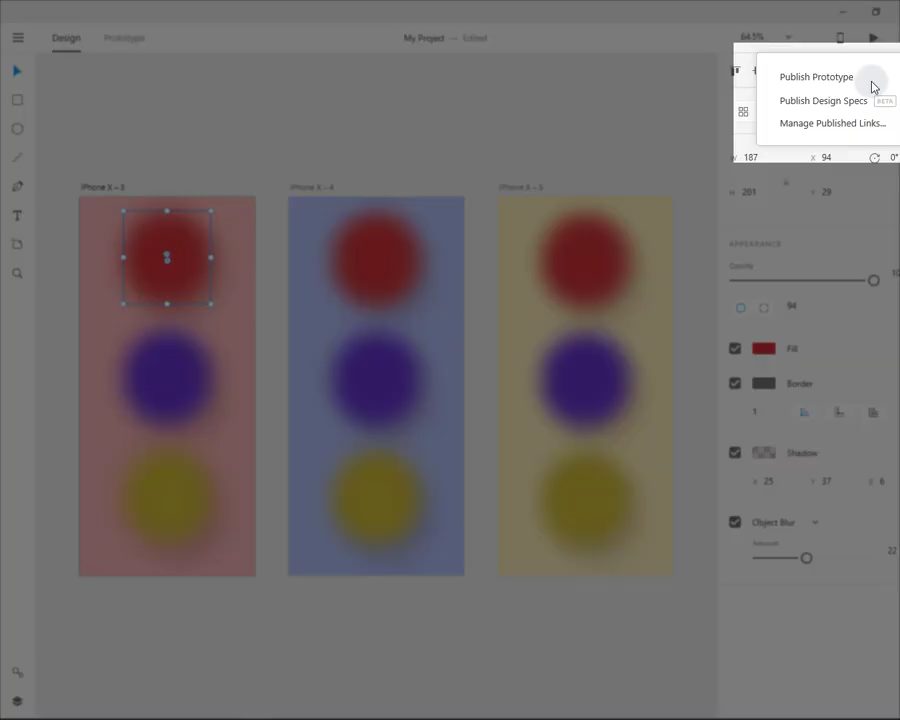 Design Prototype My Project — Edited 64.5%
Publish Prototype
Publish Design Specs BETA
Manage Published Links...
W 187 X 94 0°
H 201 Y 29
iPhone X – 3 iPhone X – 4 iPhone X – 5
APPEARANCE
Opacity
10
94
Fill
Border
1
Shadow
X 25 Y 37 B 6
Object Blur
22